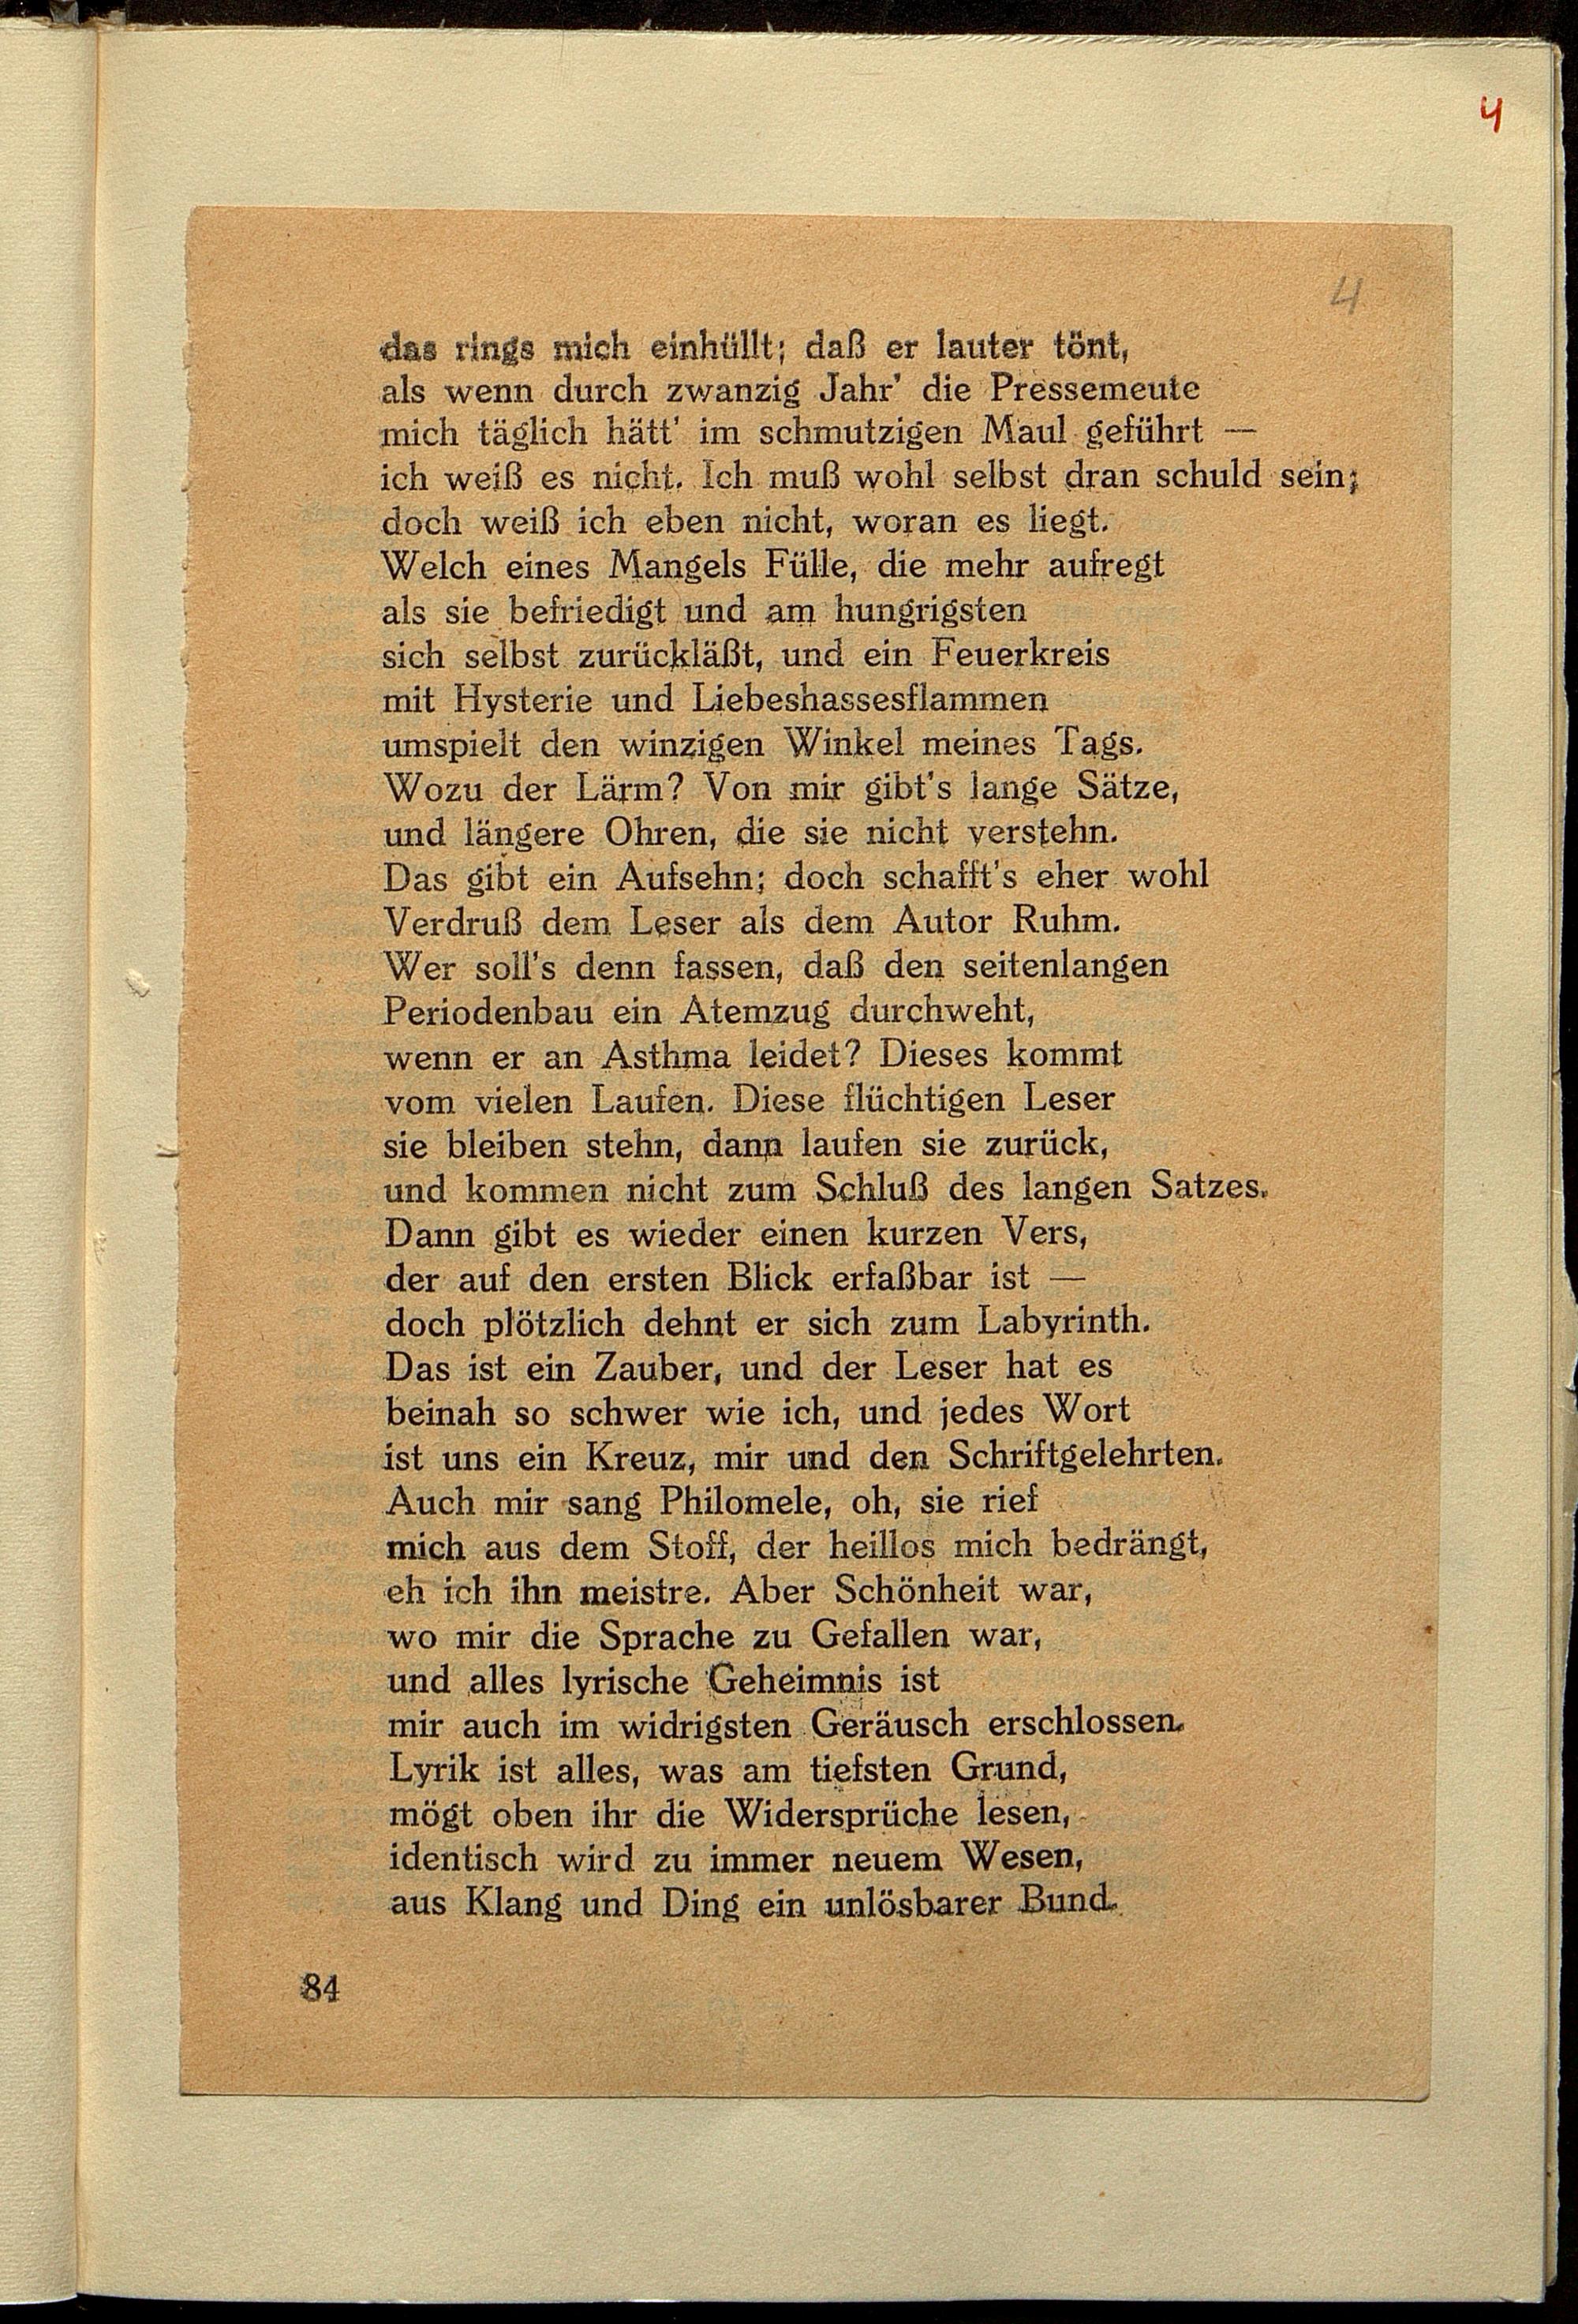 4
4
das rings mich einhüllt; daß er lauter tönt,
als wenn durch zwanzig Jahr' die Pressemeute
mich täglich hätt' im schmutzigen Maul geführt —
ich weiß es nicht. Ich muß wohl selbst dran schuld sein;
doch weiß ich eben nicht, woran es liegt.
Welch eines Mangels Fülle, die mehr aufregt
als sie befriedigt und am hungrigsten
sich selbst zurückläßt, und ein Feuerkreis
mit Hysterie und Liebeshassesflammen
umspielt den winzigen Winkel meines Tags.
Wozu der Lärm? Von mir gibt's lange Sätze,
und längere Ohren, die sie nicht verstehn.
Das gibt ein Aufsehn; doch schafft's eher wohl
Verdruß dem Leser als dem Autor Ruhm.
Wer soll's denn fassen, daß den seitenlangen
Periodenbau ein Atemzug durchweht,
wenn er an Asthma leidet? Dieses kommt
vom vielen Laufen. Diese flüchtigen Leser
sie bleiben stehn, dann laufen sie zurück,
und kommen nicht zum Schluß des langen Satzes.
Dann gibt es wieder einen kurzen Vers,
der auf den ersten Blick erfaßbar ist —
doch plötzlich dehnt er sich zum Labyrinth.
Das ist ein Zauber, und der Leser hat es
beinah so schwer wie ich, und jedes Wort
ist uns ein Kreuz, mir und den Schriftgelehrten.
Auch mir sang Philomele, oh, sie rief
mich aus dem Stoff, der heillos mich bedrängt,
eh ich ihn meistre. Aber Schönheit war,
wo mir die Sprache zu Gefallen war,
und alles lyrische Geheimnis ist
mir auch im widrigsten Geräusch erschlossen.
Lyrik ist alles, was am tiefsten Grund,
mögt oben ihr die Widersprüche lesen,
identisch wird zu immer neuem Wesen,
aus Klang und Ding ein unlösbarer Bund.
84